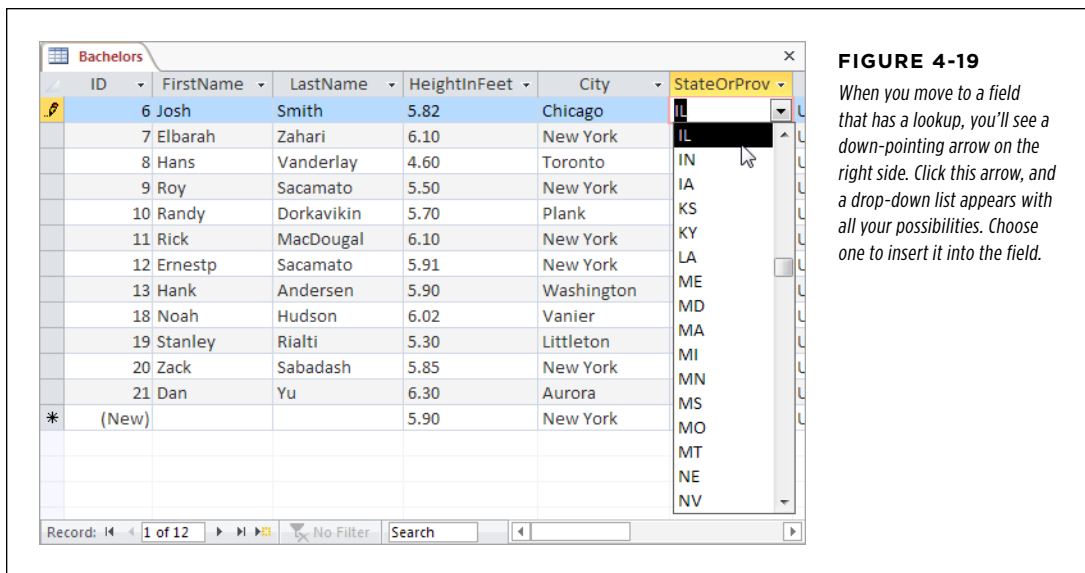 Bachelors
ID FirstName LastName HeightInFeet City StateOrProv
6 Josh Smith 5.82 Chicago IL U
7 Elbarah Zahari 6.10 New York U
8 Hans Vanderlay 4.60 Toronto U
9 Roy Sacamato 5.50 New York U
10 Randy Dorkavikin 5.70 Plank U
11 Rick MacDougal 6.10 New York U
12 Ernestp Sacamato 5.91 New York U
13 Hank Andersen 5.90 Washington U
18 Noah Hudson 6.02 Vanier U
19 Stanley Rialti 5.30 Littleton U
20 Zack Sabadash 5.85 New York U
21 Dan Yu 6.30 Aurora U
(New) 5.90 New York U
IL
IN
IA
KS
KY
LA
ME
MD
MA
MI
MN
MS
MO
MT
NE
NV
Record: 1 of 12 No Filter Search
FIGURE 4-19
When you move to a field
that has a lookup, you'll see a
down-pointing arrow on the
right side. Click this arrow, and
a drop-down list appears with
all your possibilities. Choose
one to insert it into the field.